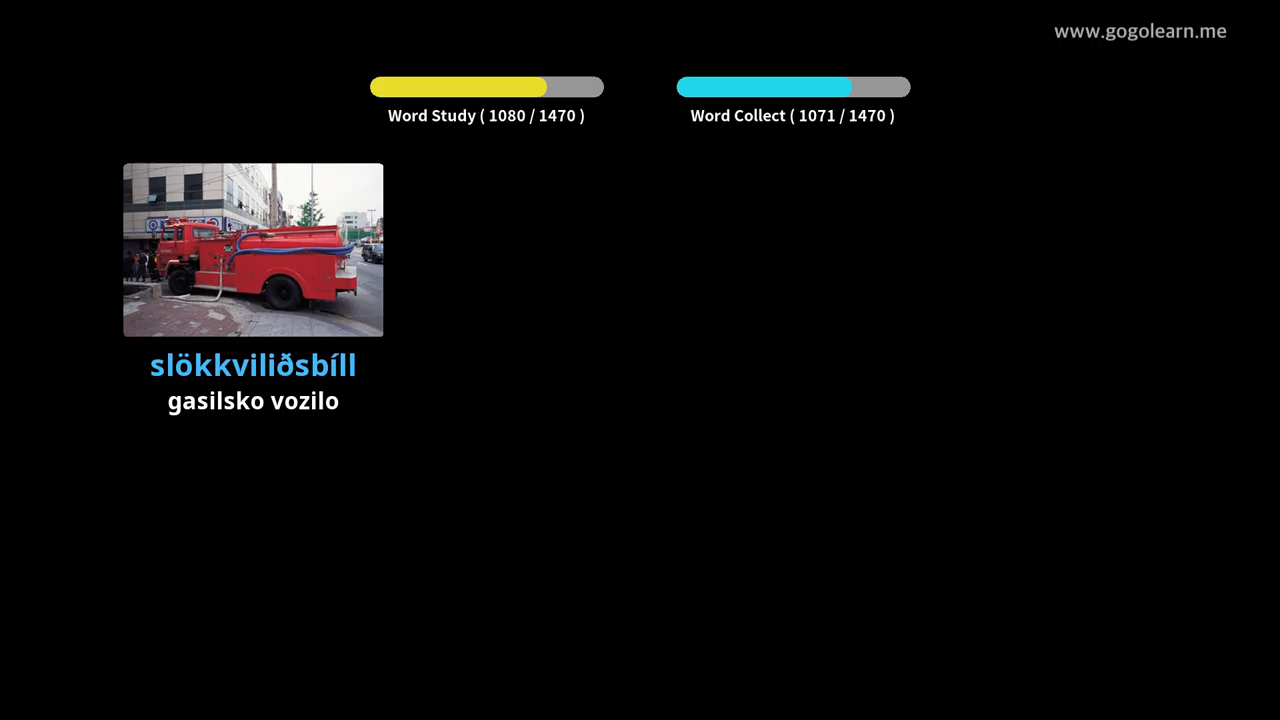 www.gogolearn.me
Word Study ( 1080 / 1470 )
Word Collect ( 1071 / 1470 )
slökkviliðsbíll
gasilsko vozilo